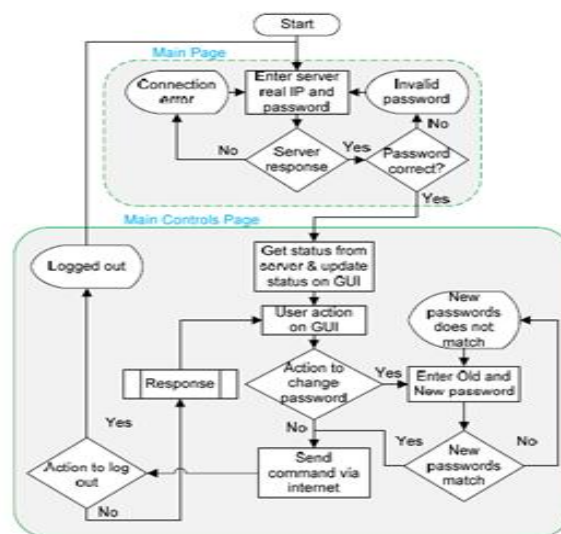 Start
Main Page
Connection
error
Enter server
real IP and
password
Invalid
password
No
Yes
No
Server
response
Password
correct?
Yes
Main Controls Page
Logged out
Get status from
server & update
status on GUI
New
passwords
does not
match
User action
on GUI
Response
Action to
change
password
Yes
Enter Old and
New password
Yes
No
Yes
No
Action to log
out
Send
command via
internet
New
passwords
match
No